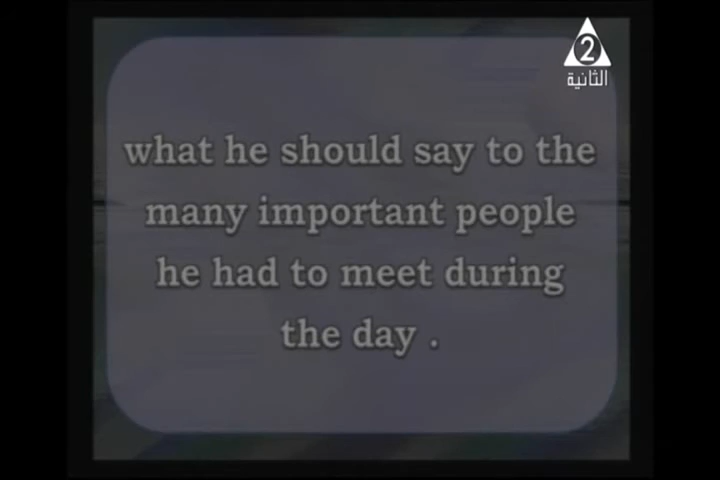 2
الثانية
what he should say to the
many important people
he had to meet during
the day .